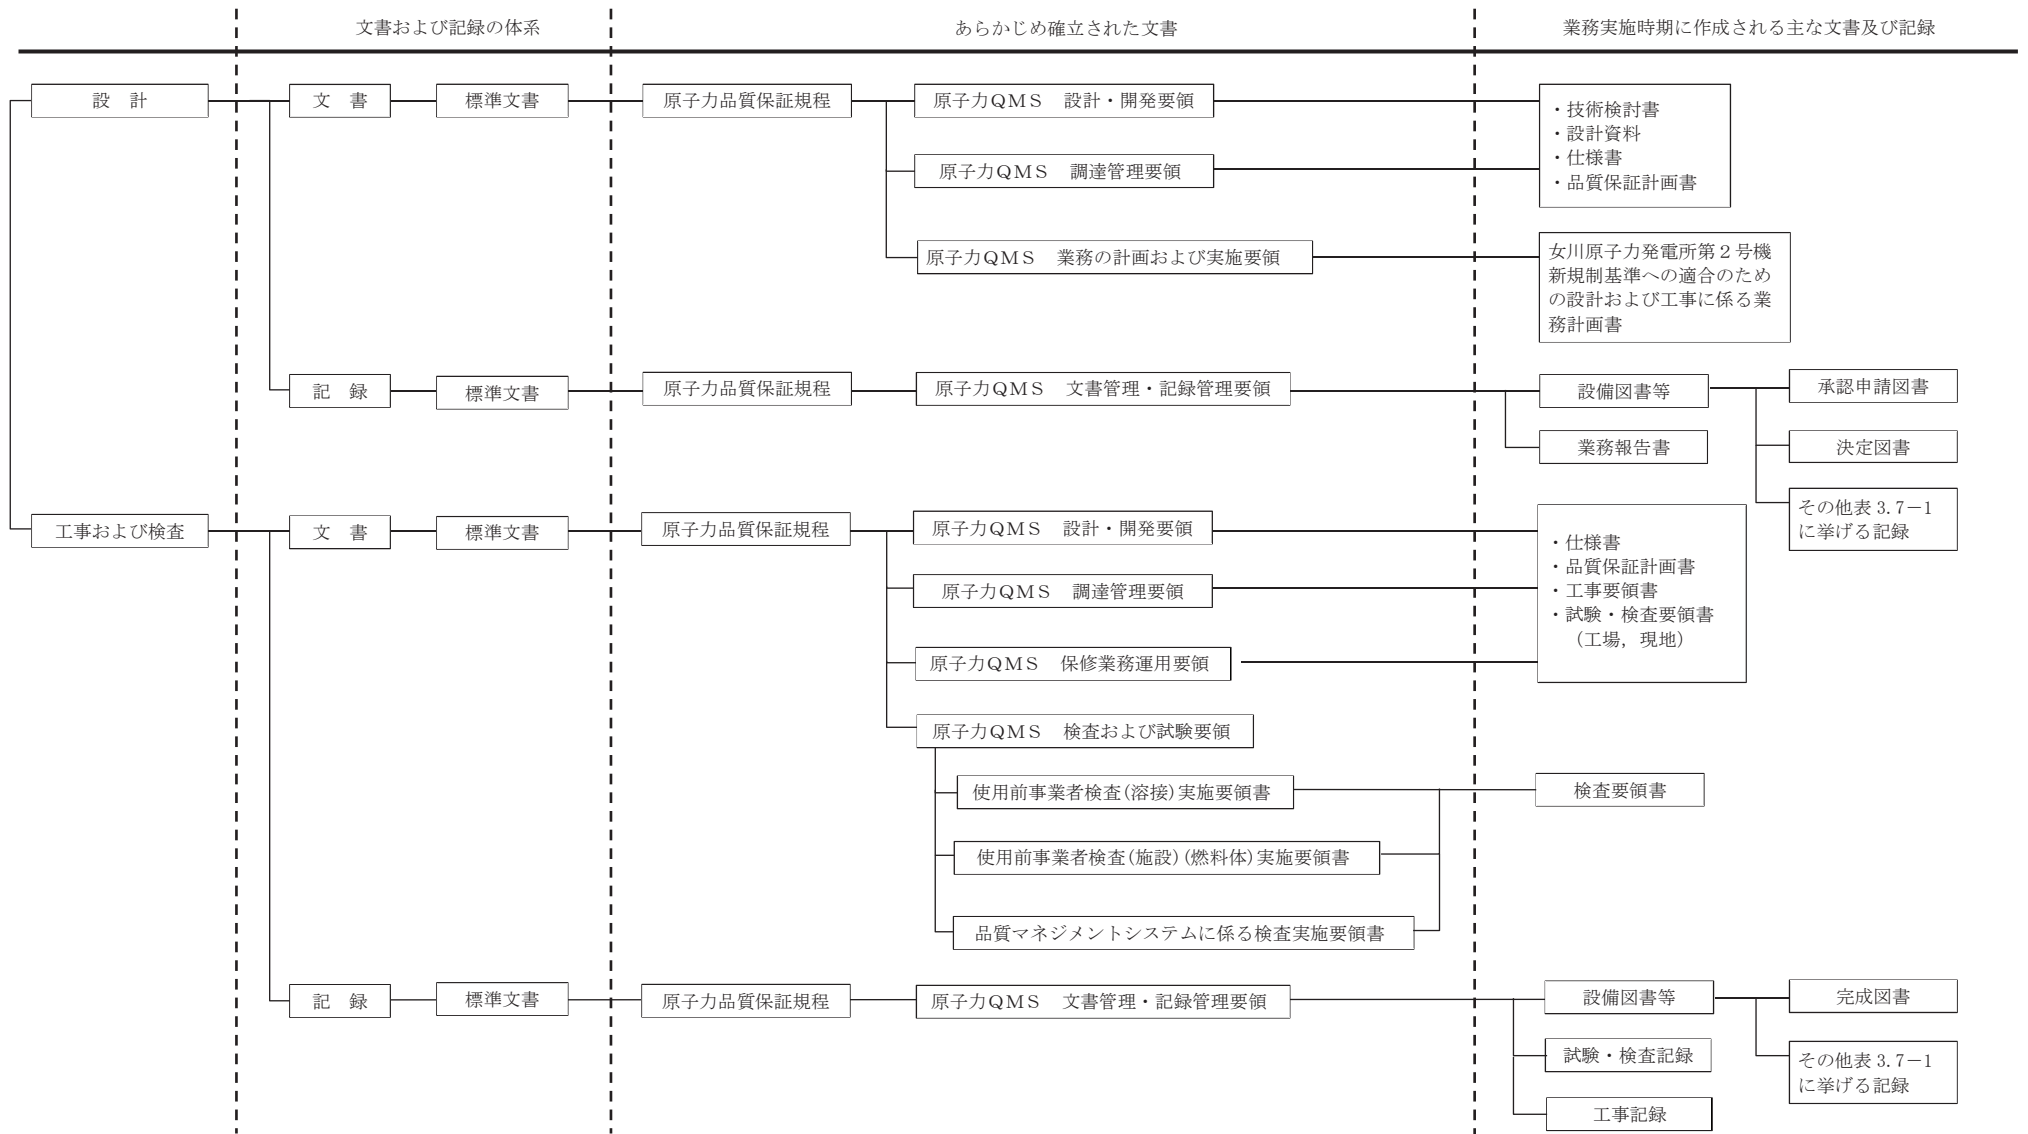 文書および記録の体系
あらかじめ確立された文書
業務実施時期に作成される主な文書及び記録
設　計
文　書
標準文書
原子力品質保証規程
原子力ＱＭＳ　設計・開発要領
原子力ＱＭＳ　調達管理要領
原子力ＱＭＳ　業務の計画および実施要領
・技術検討書
・設計資料
・仕様書
・品質保証計画書
女川原子力発電所第２号機
新規制基準への適合のため
の設計および工事に係る業
務計画書
記　録
標準文書
原子力品質保証規程
原子力ＱＭＳ　文書管理・記録管理要領
設備図書等
業務報告書
承認申請図書
決定図書
その他表 3.7－1
に挙げる記録
工事および検査
文　書
標準文書
原子力品質保証規程
原子力ＱＭＳ　設計・開発要領
原子力ＱＭＳ　調達管理要領
原子力ＱＭＳ　保修業務運用要領
原子力ＱＭＳ　検査および試験要領
・仕様書
・品質保証計画書
・工事要領書
・試験・検査要領書
（工場，現地）
使用前事業者検査(溶接)実施要領書
使用前事業者検査(施設)(燃料体)実施要領書
品質マネジメントシステムに係る検査実施要領書
検査要領書
記　録
標準文書
原子力品質保証規程
原子力ＱＭＳ　文書管理・記録管理要領
設備図書等
試験・検査記録
工事記録
完成図書
その他表 3.7－1
に挙げる記録